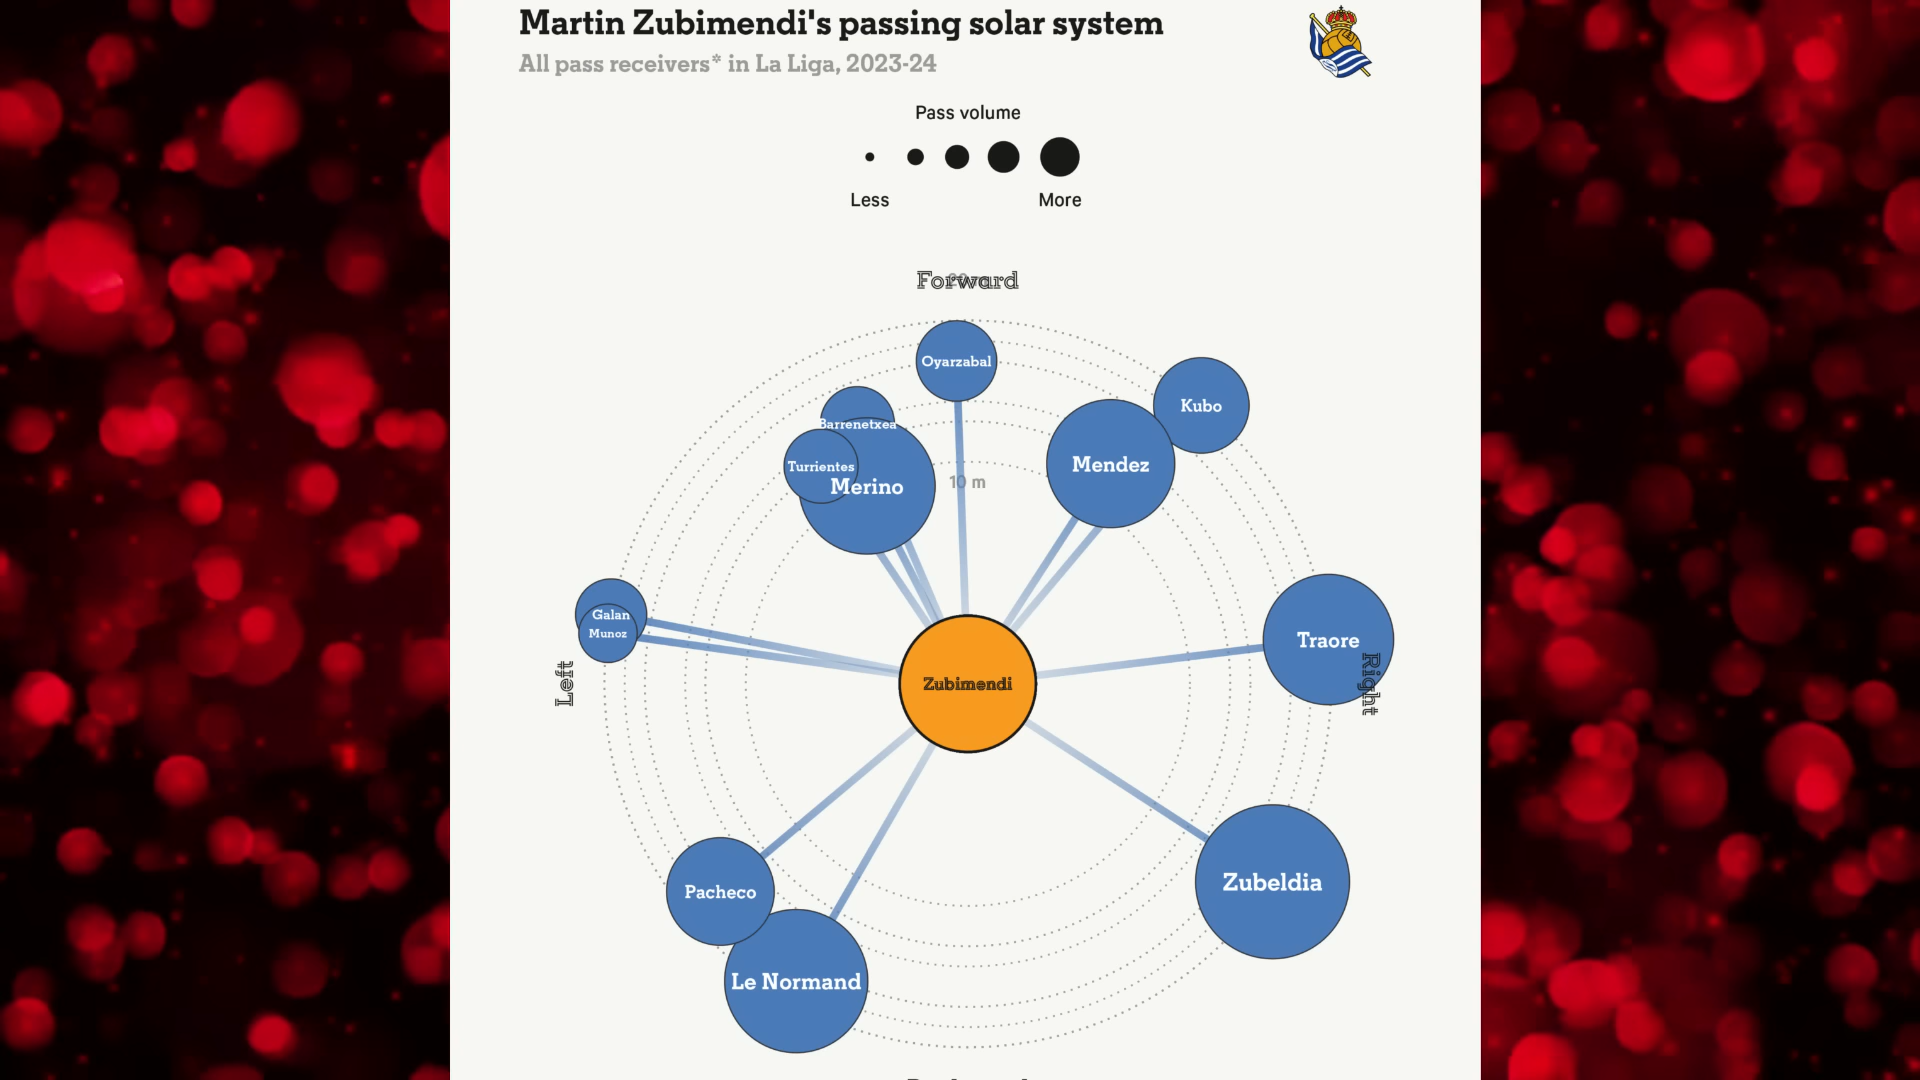 Martin Zubimendi's passing solar system
All pass receivers* in La Liga, 2023-24
Pass volume
Less
More
Forward
Oyarzabal
Kubo
Barrenetxea
Turrientes
Merino
10 m
Mendez
Galan
Munoz
Traore
Left
Right
Zubimendi
Pacheco
Zubeldia
Le Normand